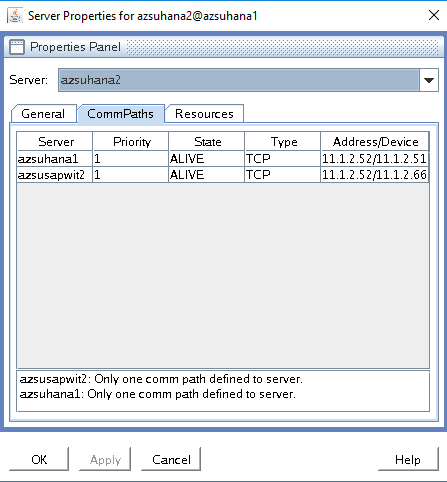 Server Properties for azsuhana2@azsuhana1
Properties Panel
Server: azsuhana2
General CommPaths Resources
Server Priority State Type Address/Device
azsuhana1 1 ALIVE TCP 11.1.2.52/11.1.2.51
azsusapwit2 1 ALIVE TCP 11.1.2.52/11.1.2.66
azsusapwit2: Only one comm path defined to server.
azsuhana1: Only one comm path defined to server.
OK Apply Cancel Help